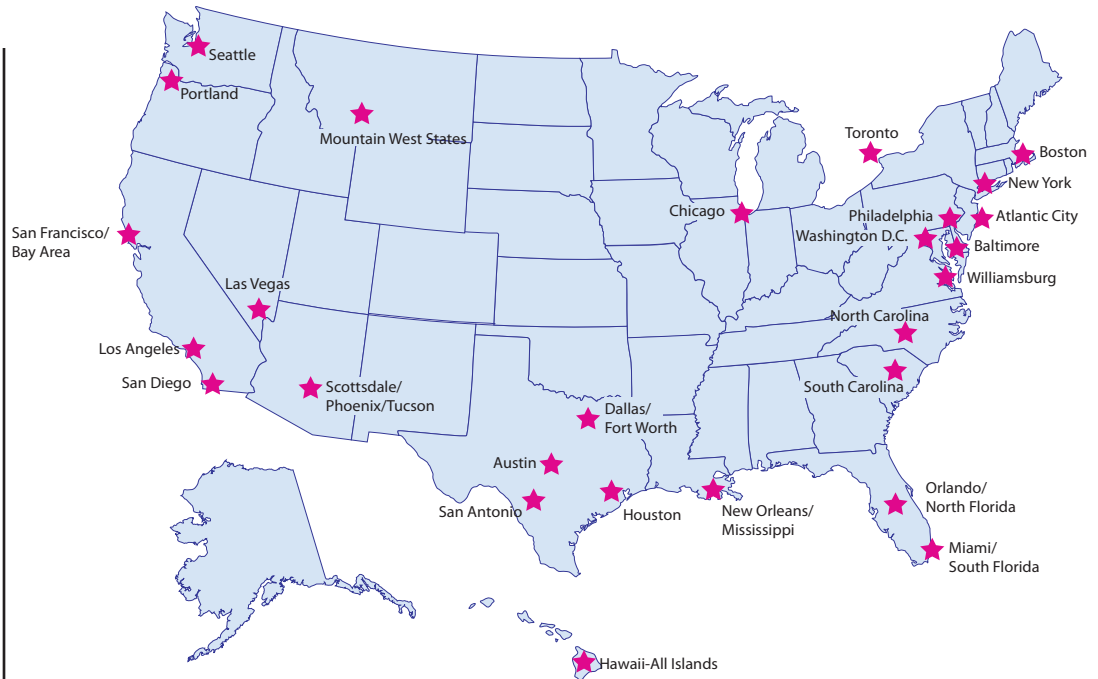 Seattle
Portland
Mountain West States
Toronto
Boston
New York
Chicago
Philadelphia
Atlantic City
Washington D.C.
Baltimore
San Francisco/
Bay Area
Williamsburg
Las Vegas
North Carolina
Los Angeles
San Diego
Scottsdale/
Phoenix/Tucson
South Carolina
Dallas/
Fort Worth
Austin
San Antonio
Houston
New Orleans/
Mississippi
Orlando/
North Florida
Miami/
South Florida
Hawaii-All Islands